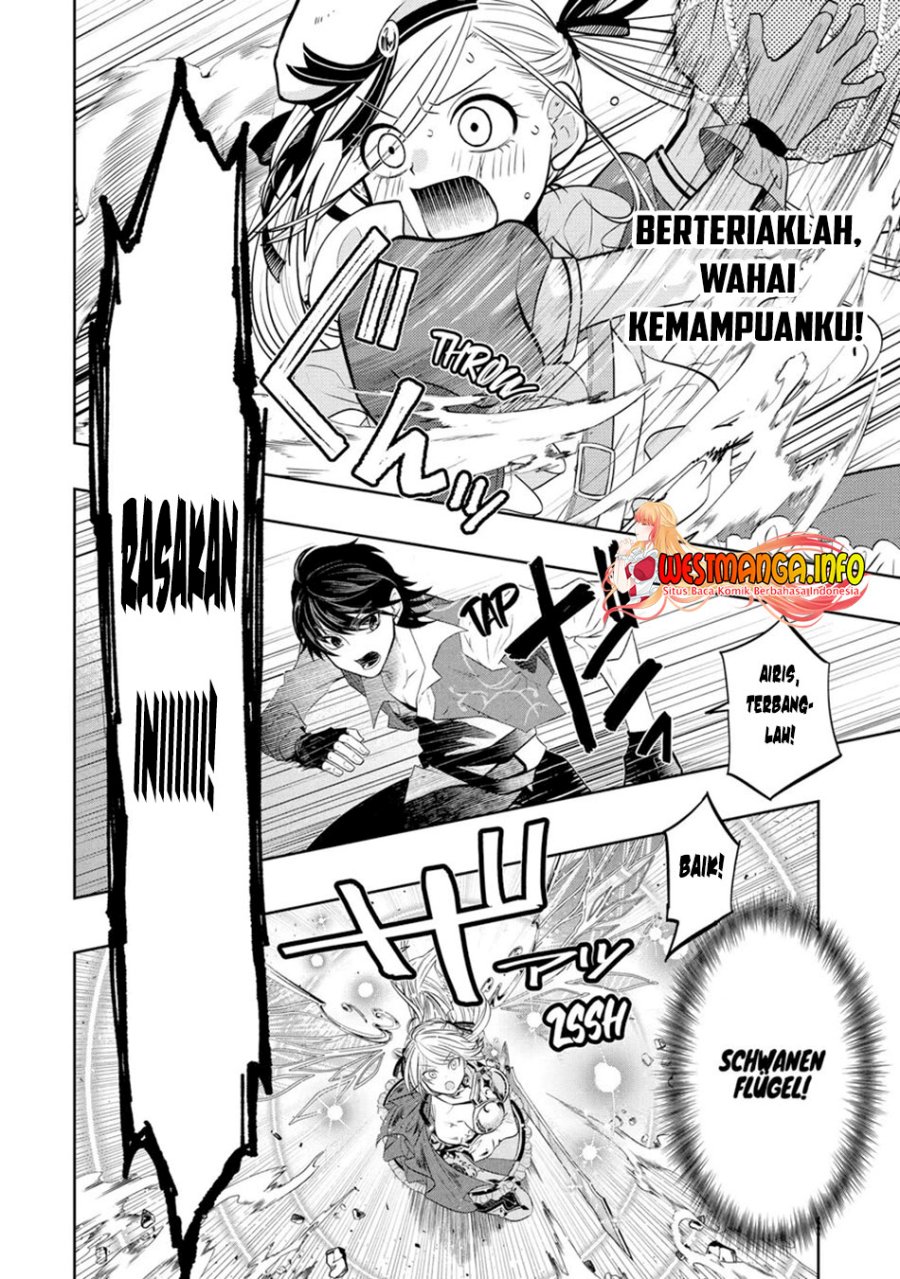 BERTERIAKLAH,
WAHAI
KEMAMPUANKU!
THROW
ぐんッ
RASAKAN
INIIIIII!
WESTMANGA.INFO
Situs Baca Komik Berbahasa Indonesia
TAP
AIRIS,
TERBANG-
LAH!
BAIK!
ZSSH
SCHWANEN
FLÜGEL!